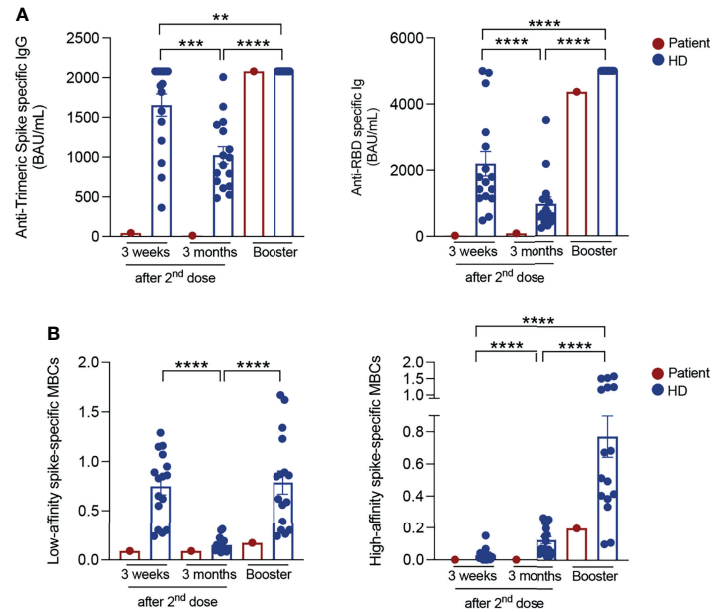 A
Anti-Trimeric Spike specific IgG
(BAU/mL)
2500
2000
1500
1000
500
0
**
***
****
3 weeks
3 months
Booster
after 2nd dose
Anti-RBD specific Ig
(BAU/mL)
6000
4000
2000
0
****
****
****
3 weeks
3 months
Booster
after 2nd dose
Patient
HD
B
Low-affinity spike-specific MBCs
2.0
1.5
1.0
0.5
0.0
****
****
3 weeks
3 months
Booster
after 2nd dose
High-affinity spike-specific MBCs
2.0
1.5
1.0
0.8
0.6
0.4
0.2
0.0
****
****
****
3 weeks
3 months
Booster
after 2nd dose
Patient
HD